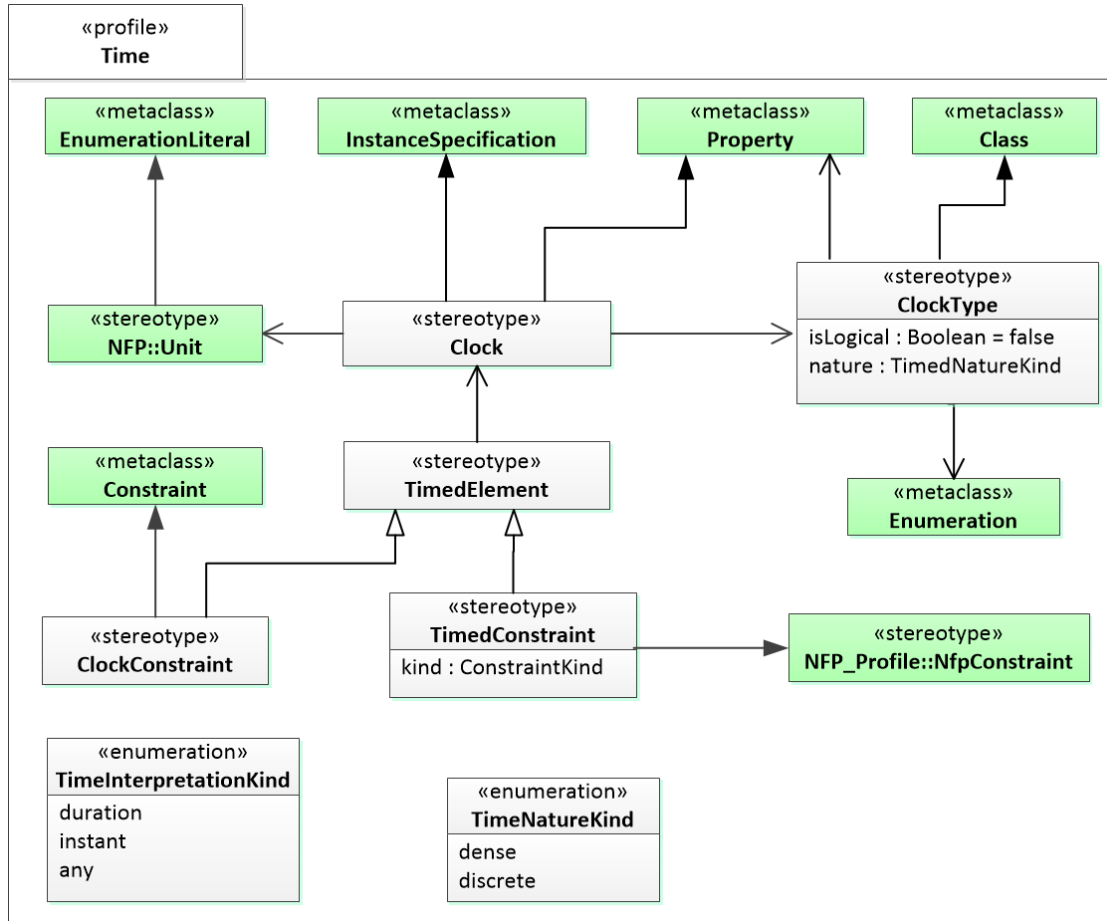 «profile»
Time
«metaclass»
EnumerationLiteral
«metaclass»
InstanceSpecification
«metaclass»
Property
«metaclass»
Class
«stereotype»
NFP::Unit
«stereotype»
Clock
«stereotype»
ClockType
isLogical : Boolean = false
nature : TimedNatureKind
«metaclass»
Constraint
«stereotype»
TimedElement
«metaclass»
Enumeration
«stereotype»
ClockConstraint
«stereotype»
TimedConstraint
kind : ConstraintKind
«stereotype»
NFP_Profile::NfpConstraint
«enumeration»
TimeInterpretationKind
duration
instant
any
«enumeration»
TimeNatureKind
dense
discrete